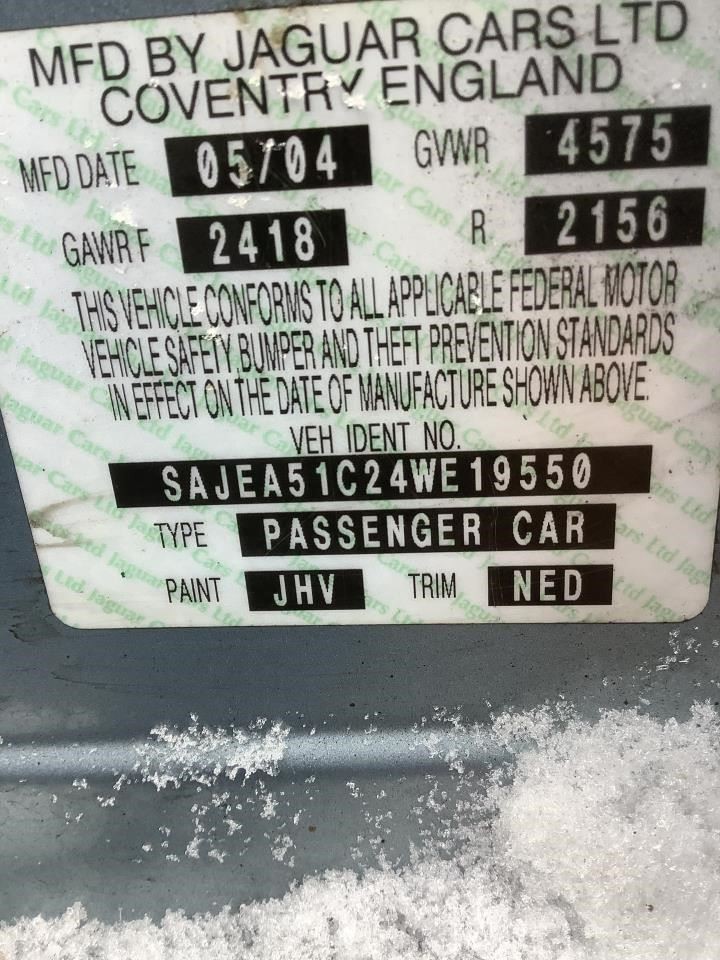 MFD BY JAGUAR CARS LTD
COVENTRY ENGLAND
MFD DATE 05/04 GVWR 4575
GAWR F 2418 R 2156
THIS VEHICLE CONFORMS TO ALL APPLICABLE FEDERAL MOTOR
VEHICLE SAFETY, BUMPER AND THEFT PREVENTION STANDARDS
IN EFFECT ON THE DATE OF MANUFACTURE SHOWN ABOVE.
VEH IDENT NO.
SAJEA51C24WE19550
TYPE PASSENGER CAR
PAINT JHV TRIM NED